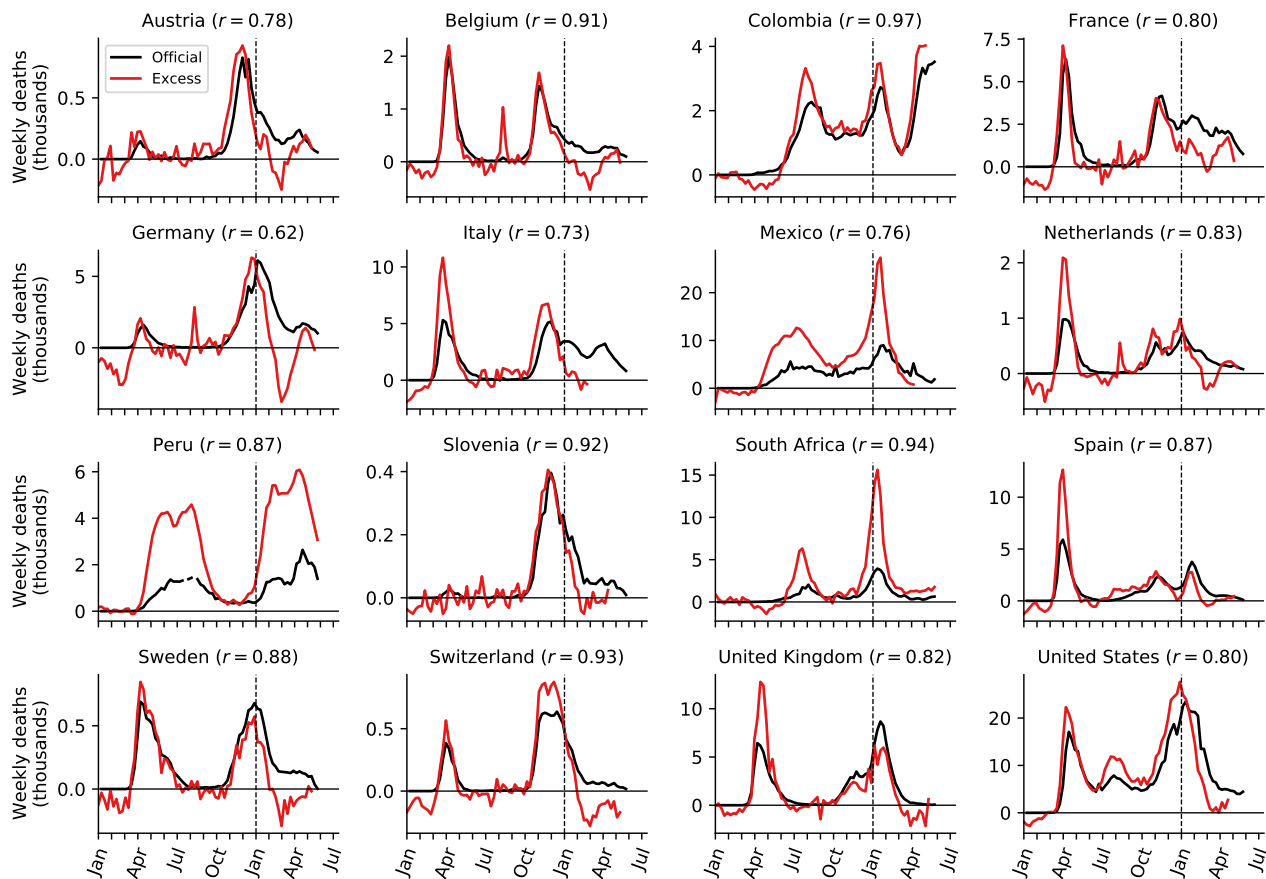 Austria (r = 0.78)
Belgium (r = 0.91)
Colombia (r = 0.97)
France (r = 0.80)
Weekly deaths
(thousands)
Official
Excess
0.5
0.0
2
1
0
4
2
0
7.5
5.0
2.5
0.0
Germany (r = 0.62)
Italy (r = 0.73)
Mexico (r = 0.76)
Netherlands (r = 0.83)
Weekly deaths
(thousands)
5
0
10
5
0
20
10
0
2
1
0
Peru (r = 0.87)
Slovenia (r = 0.92)
South Africa (r = 0.94)
Spain (r = 0.87)
Weekly deaths
(thousands)
6
4
2
0
0.4
0.2
0.0
15
10
5
0
10
5
0
Sweden (r = 0.88)
Switzerland (r = 0.93)
United Kingdom (r = 0.82)
United States (r = 0.80)
Weekly deaths
(thousands)
0.5
0.0
0.5
0.0
10
5
0
20
10
0
Jan Apr Jul Oct Jan Apr Jul
Jan Apr Jul Oct Jan Apr Jul
Jan Apr Jul Oct Jan Apr Jul
Jan Apr Jul Oct Jan Apr Jul